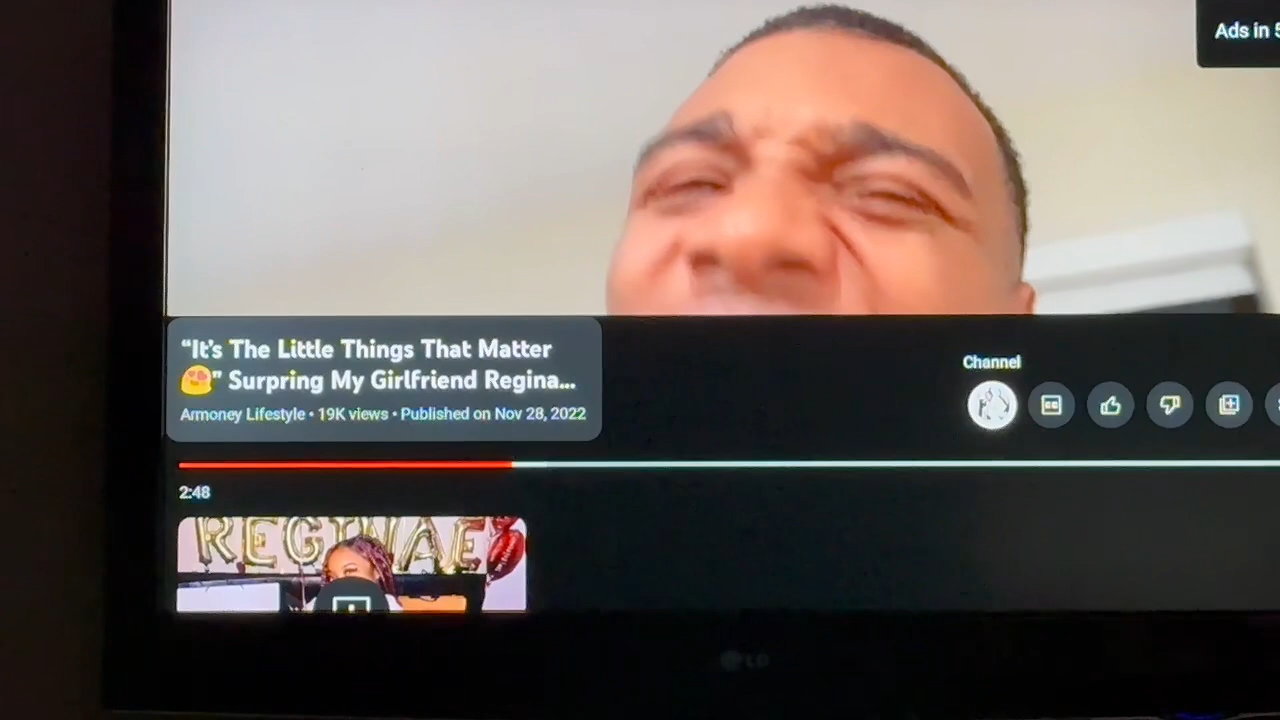 Ads in 5
“It's The Little Things That Matter
😍” Surpring My Girlfriend Regina...
Armoney Lifestyle • 19K views • Published on Nov 28, 2022
Channel
CC
2:48
REGINAE
LG